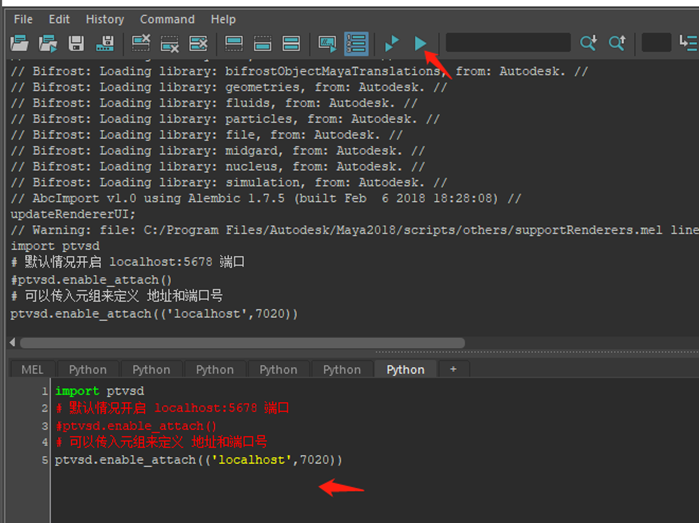 File Edit History Command Help
// Bifrost: Loading library: bifrostObjectMayaTranslations, from: Autodesk. //
// Bifrost: Loading library: geometries, from: Autodesk. //
// Bifrost: Loading library: fluids, from: Autodesk. //
// Bifrost: Loading library: particles, from: Autodesk. //
// Bifrost: Loading library: file, from: Autodesk. //
// Bifrost: Loading library: midgard, from: Autodesk. //
// Bifrost: Loading library: nucleus, from: Autodesk. //
// Bifrost: Loading library: simulation, from: Autodesk. //
// AbcImport v1.0 using Alembic 1.7.5 (built Feb  6 2018 18:28:08) //
updateRendererUI;
// Warning: file: C:/Program Files/Autodesk/Maya2018/scripts/others/supportRenderers.mel line
import ptvsd
# 默认情况开启 localhost:5678 端口
#ptvsd.enable_attach()
# 可以传入元组来定义 地址和端口号
ptvsd.enable_attach(('localhost',7020))
MEL Python Python Python Python Python Python +
1 import ptvsd
2 # 默认情况开启 localhost:5678 端口
3 #ptvsd.enable_attach()
4 # 可以传入元组来定义 地址和端口号
5 ptvsd.enable_attach(('localhost',7020))